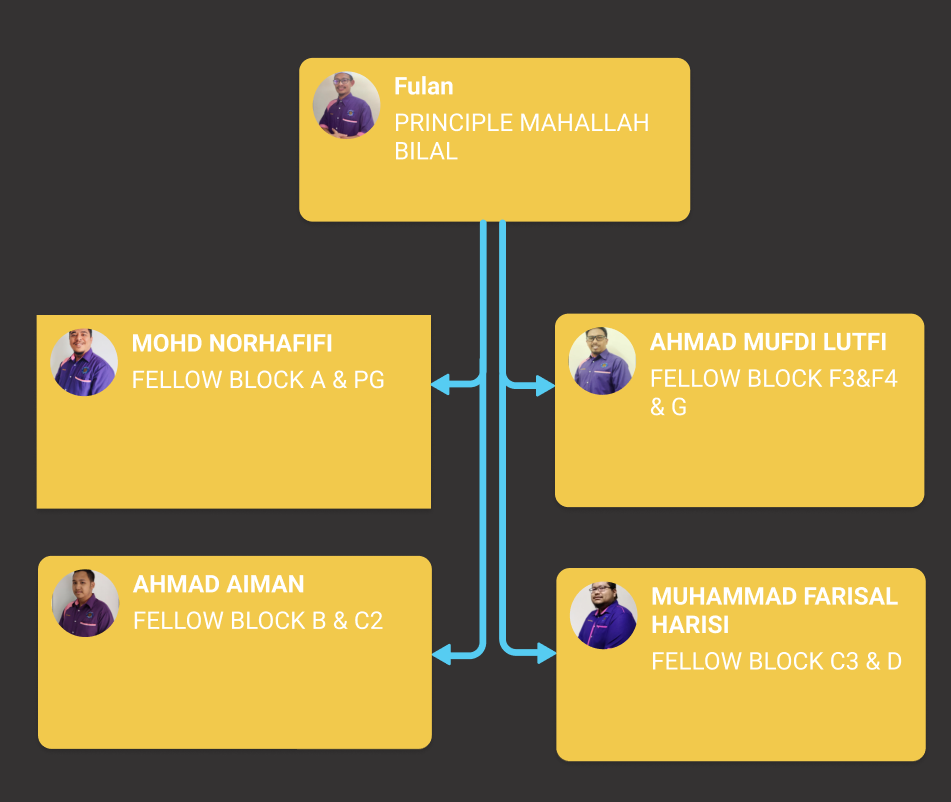 Fulan
PRINCIPLE MAHALLAH
BILAL
MOHD NORHAFIFI
FELLOW BLOCK A & PG
AHMAD MUFDI LUTFI
FELLOW BLOCK F3&F4
& G
AHMAD AIMAN
FELLOW BLOCK B & C2
MUHAMMAD FARISAL
HARISI
FELLOW BLOCK C3 & D